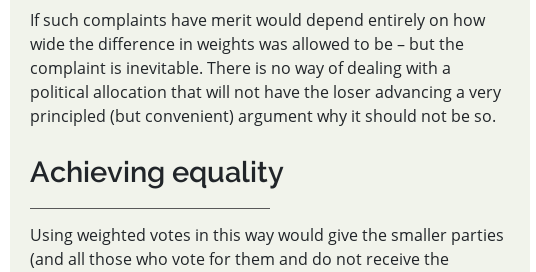 If such complaints have merit would depend entirely on how
wide the difference in weights was allowed to be – but the
complaint is inevitable. There is no way of dealing with a
political allocation that will not have the loser advancing a very
principled (but convenient) argument why it should not be so.
Achieving equality
Using weighted votes in this way would give the smaller parties
(and all those who vote for them and do not receive the